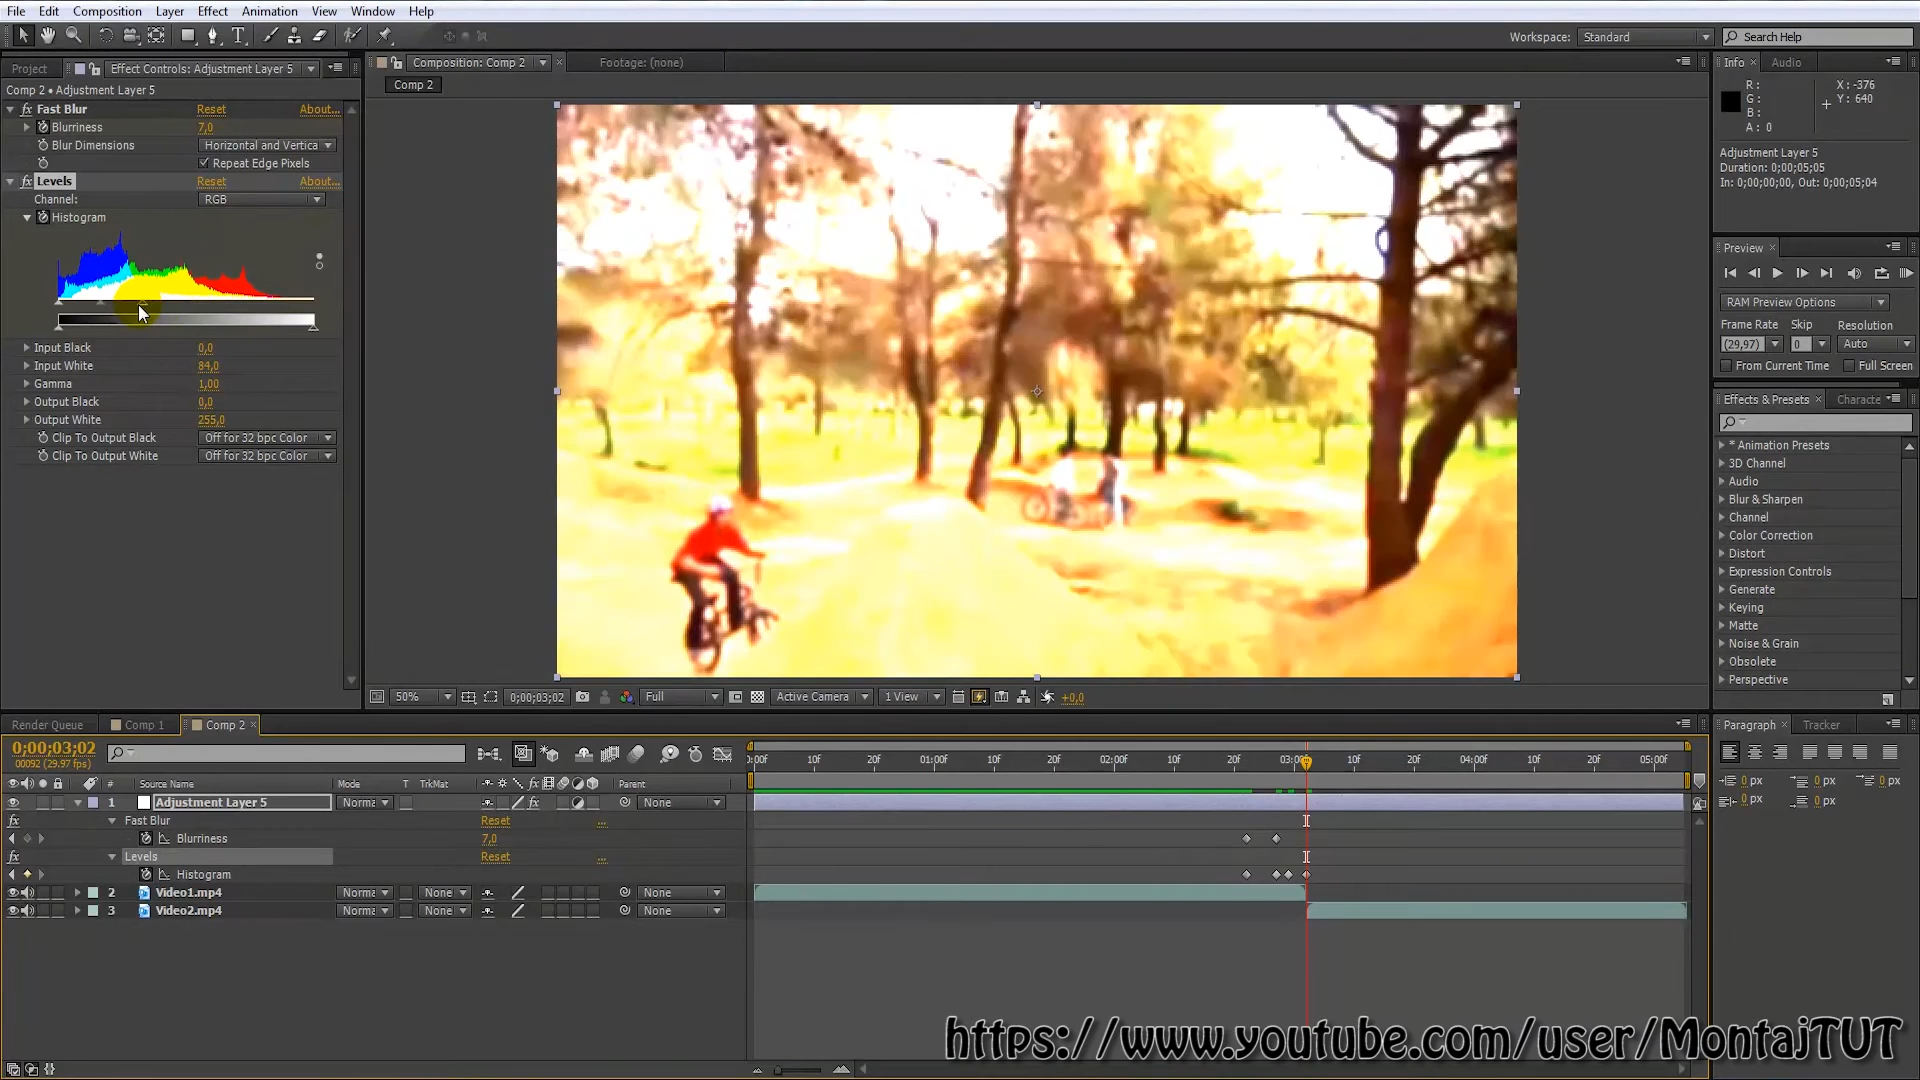 File Edit Composition Layer Effect Animation View Window Help
Workspace: Standard Search Help
Project Effect Controls: Adjustment Layer 5
Composition: Comp 2 Footage: (none)
Info Audio
Comp 2 • Adjustment Layer 5
Comp 2
Fast Blur Reset About...
Blurriness 7,0
Blur Dimensions Horizontal and Vertica
Repeat Edge Pixels
Levels Reset About...
Channel: RGB
Histogram
Input Black 0,0
Input White 84,0
Gamma 1,00
Output Black 0,0
Output White 255,0
Clip To Output Black Off for 32 bpc Color
Clip To Output White Off for 32 bpc Color
R: X: -376
G: Y: 640
B:
A: 0
Adjustment Layer 5
Duration: 0;00;05;05
In: 0;00;00;00, Out: 0;00;05;04
Preview
RAM Preview Options
Frame Rate Skip Resolution
(29,97) 0 Auto
From Current Time Full Screen
Effects & Presets Characte
* Animation Presets
3D Channel
Audio
Blur & Sharpen
Channel
Color Correction
Distort
Expression Controls
Generate
Keying
Matte
Noise & Grain
Obsolete
Perspective
50% 0;00;03;02 Full Active Camera 1 View +0,0
Render Queue Comp 1 Comp 2
0;00;03;02
00092 (29.97 fps)
0:00f 10f 20f 01:00f 10f 20f 02:00f 10f 20f 03:00f 10f 20f 04:00f 10f 20f 05:00f
# Source Name Mode T TrkMat Parent
1 Adjustment Layer 5 Norma None
Fast Blur Reset ...
Blurriness 7,0
Levels Reset ...
Histogram
2 Video1.mp4 Norma None None
3 Video2.mp4 Norma None None
Paragraph Tracker
0 px 0 px 0 px
0 px 0 px
https://www.youtube.com/user/MontajTUT